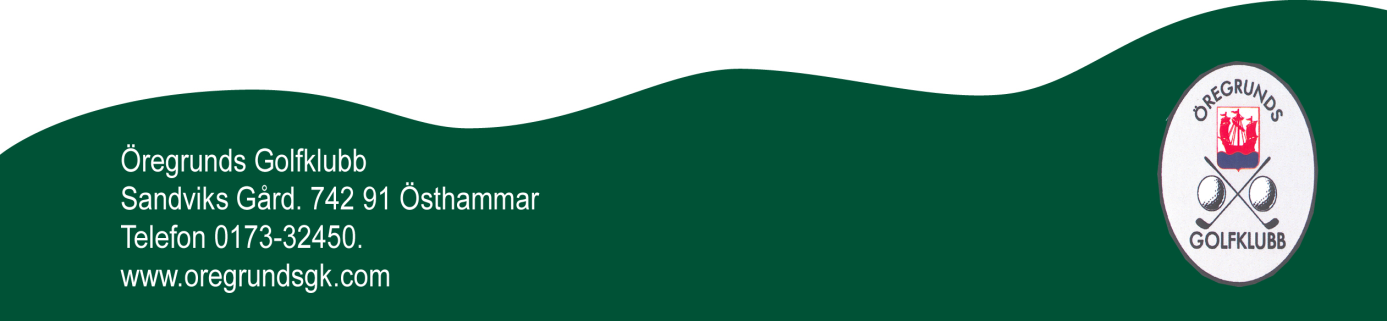 Öregrunds Golfklubb
Sandviks Gård. 742 91 Östhammar
Telefon 0173-32450.
www.oregrundsgk.com
ÖREGRUNDS
GOLFKLUBB